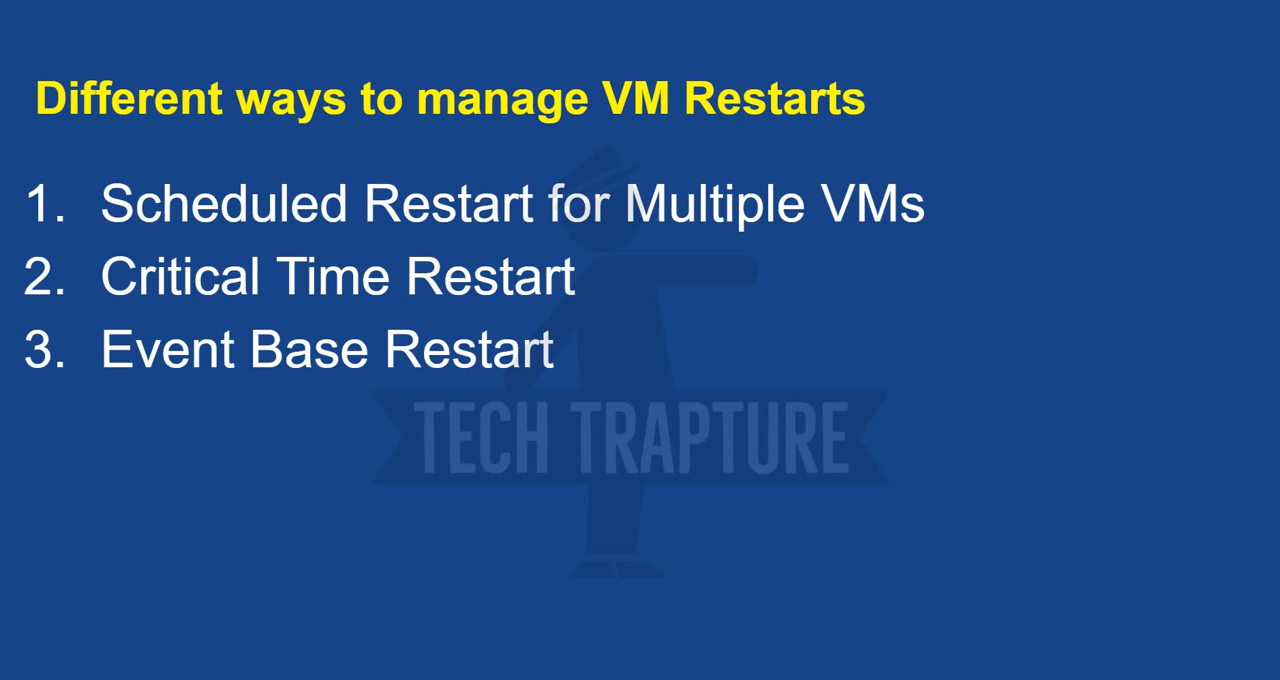 Different ways to manage VM Restarts
1. Scheduled Restart for Multiple VMs
2. Critical Time Restart
3. Event Base Restart
TECH TRAPTURE